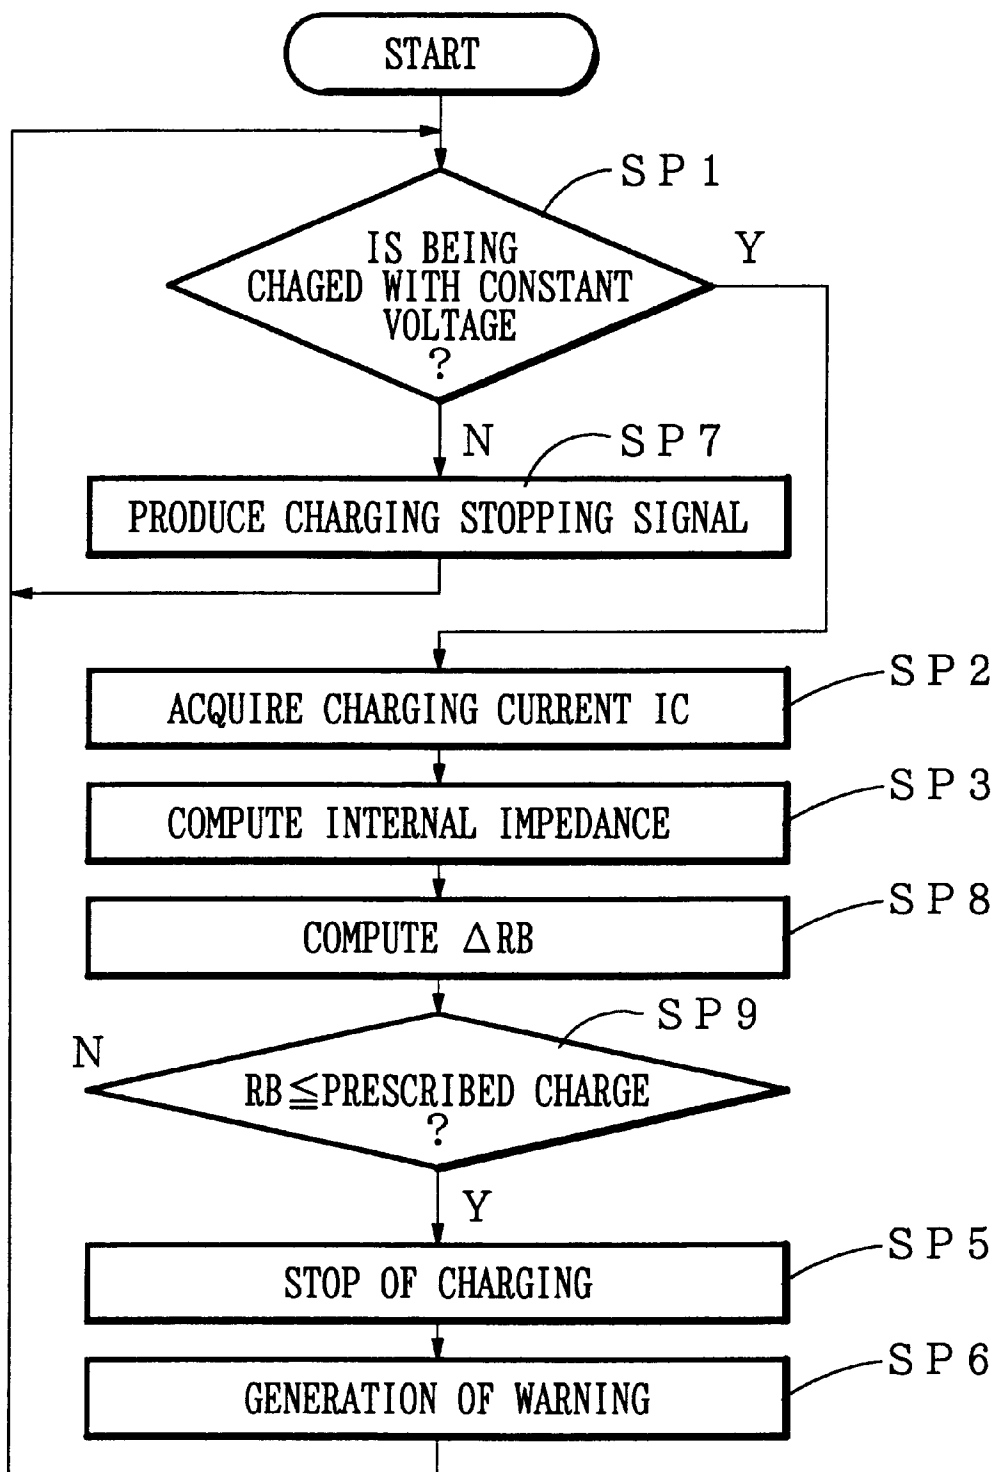 START
SP1
IS BEING
CHAGED WITH CONSTANT
VOLTAGE
?
Y
N
SP7
PRODUCE CHARGING STOPPING SIGNAL
SP2
ACQUIRE CHARGING CURRENT IC
SP3
COMPUTE INTERNAL IMPEDANCE
SP8
COMPUTE △RB
SP9
N
RB≦PRESCRIBED CHARGE
?
Y
SP5
STOP OF CHARGING
SP6
GENERATION OF WARNING